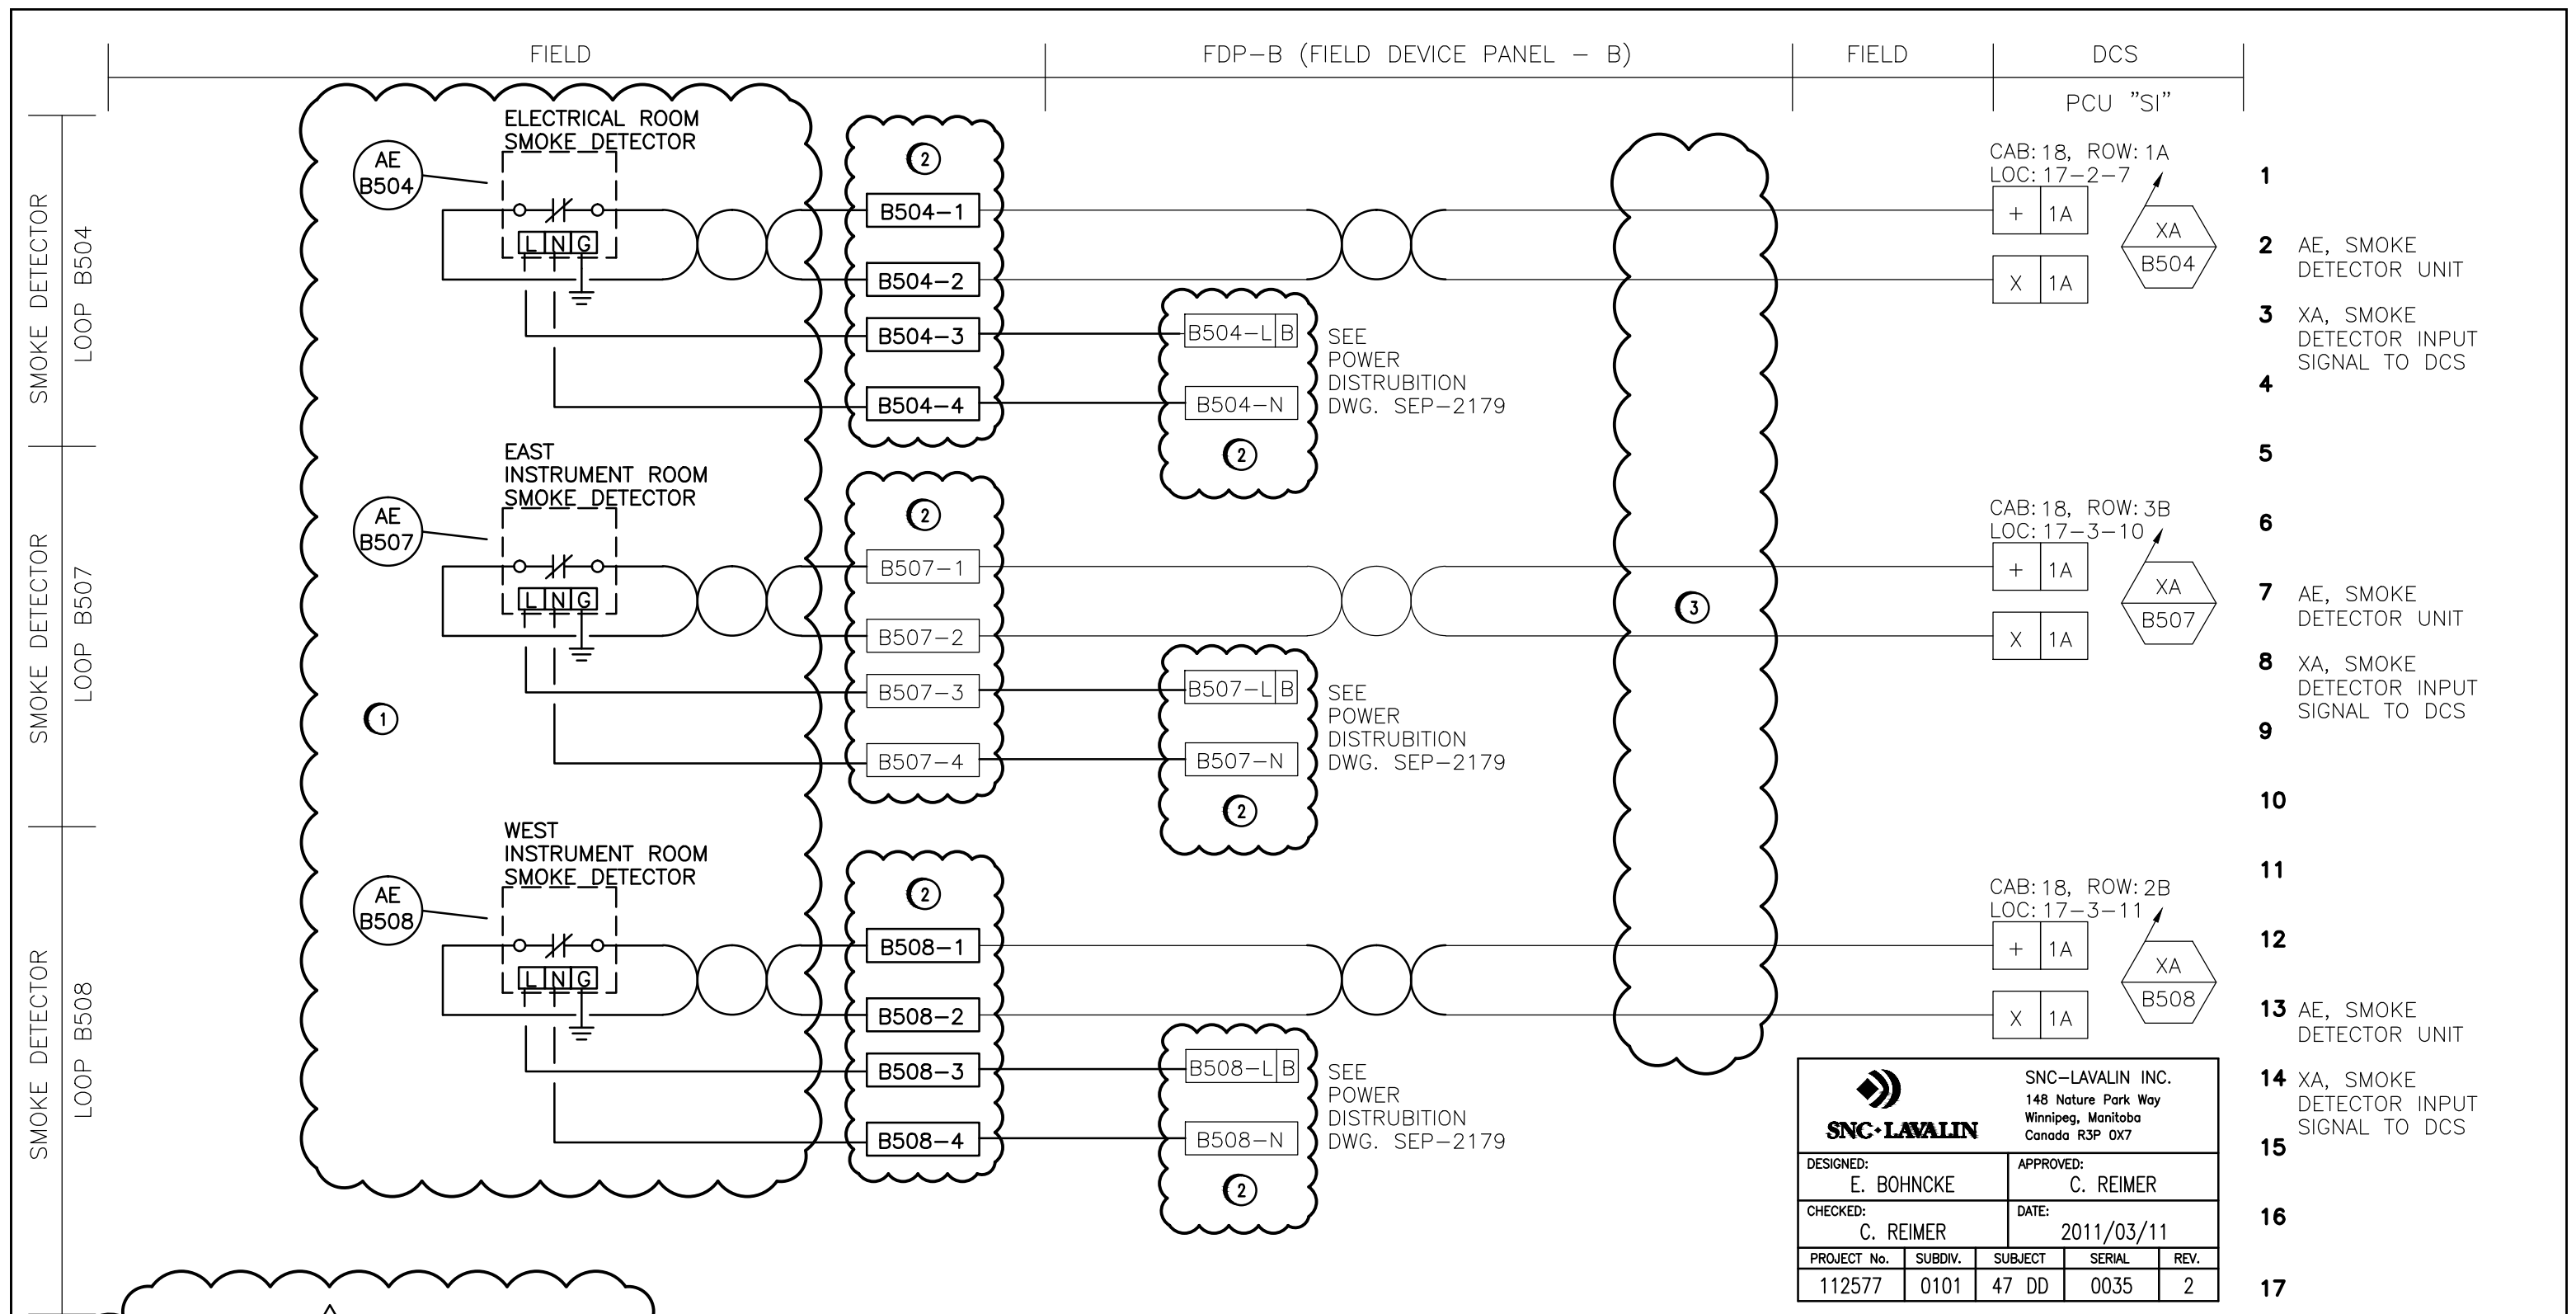 FIELD
FDP-B (FIELD DEVICE PANEL - B)
FIELD
DCS
PCU "SI"
SMOKE DETECTOR
LOOP B504
ELECTRICAL ROOM
SMOKE DETECTOR
AE
B504
L N G
2
B504-1
B504-2
B504-3
B504-4
B504-L B
B504-N
2
SEE
POWER
DISTRUBITION
DWG. SEP-2179
CAB: 18, ROW: 1A
LOC: 17-2-7
+ 1A
X 1A
XA
B504
1
2 AE, SMOKE
DETECTOR UNIT
3 XA, SMOKE
DETECTOR INPUT
SIGNAL TO DCS
4
5
SMOKE DETECTOR
LOOP B507
EAST
INSTRUMENT ROOM
SMOKE DETECTOR
AE
B507
L N G
1
2
B507-1
B507-2
B507-3
B507-4
B507-L B
B507-N
2
SEE
POWER
DISTRUBITION
DWG. SEP-2179
3
CAB: 18, ROW: 3B
LOC: 17-3-10
+ 1A
X 1A
XA
B507
6
7 AE, SMOKE
DETECTOR UNIT
8 XA, SMOKE
DETECTOR INPUT
SIGNAL TO DCS
9
10
SMOKE DETECTOR
LOOP B508
WEST
INSTRUMENT ROOM
SMOKE DETECTOR
AE
B508
L N G
2
B508-1
B508-2
B508-3
B508-4
B508-L B
B508-N
2
SEE
POWER
DISTRUBITION
DWG. SEP-2179
CAB: 18, ROW: 2B
LOC: 17-3-11
+ 1A
X 1A
XA
B508
11
12
13 AE, SMOKE
DETECTOR UNIT
14 XA, SMOKE
DETECTOR INPUT
SIGNAL TO DCS
15
16
17
SNC·LAVALIN
SNC-LAVALIN INC.
148 Nature Park Way
Winnipeg, Manitoba
Canada R3P 0X7
DESIGNED:
E. BOHNCKE
APPROVED:
C. REIMER
CHECKED:
C. REIMER
DATE:
2011/03/11
PROJECT No. SUBDIV. SUBJECT SERIAL REV.
112577 0101 47 DD 0035 2